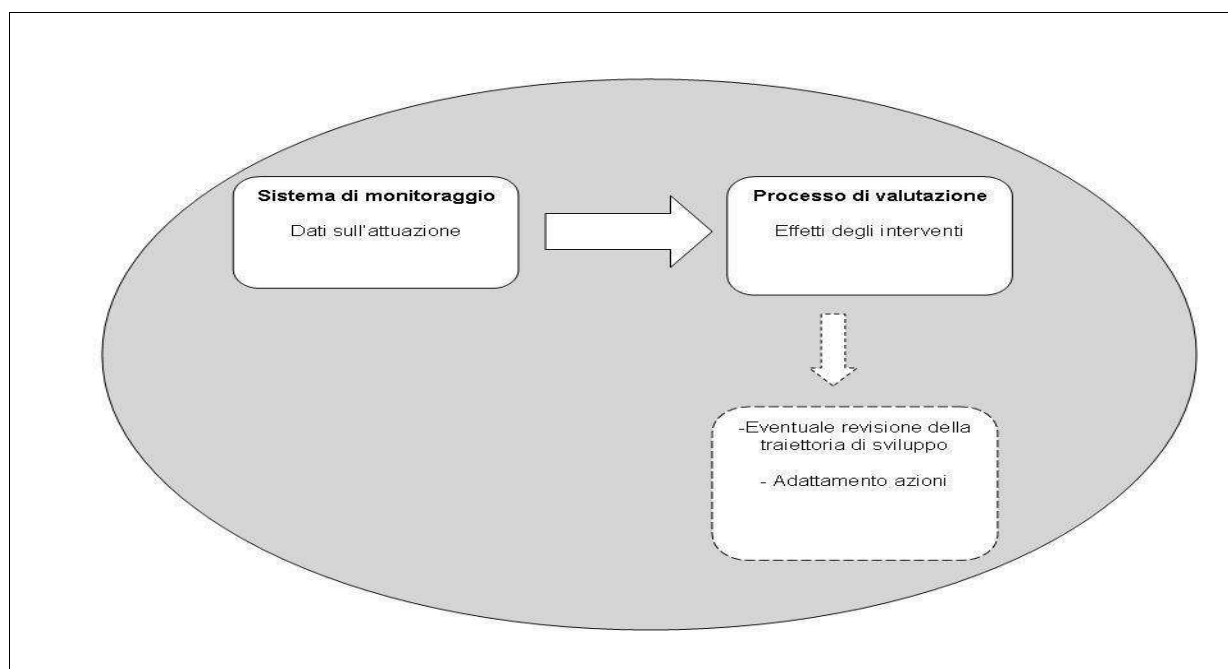 Sistema di monitoraggio
Dati sull'attuazione
Processo di valutazione
Effetti degli interventi
-Eventuale revisione della
traiettoria di sviluppo
- Adattamento azioni